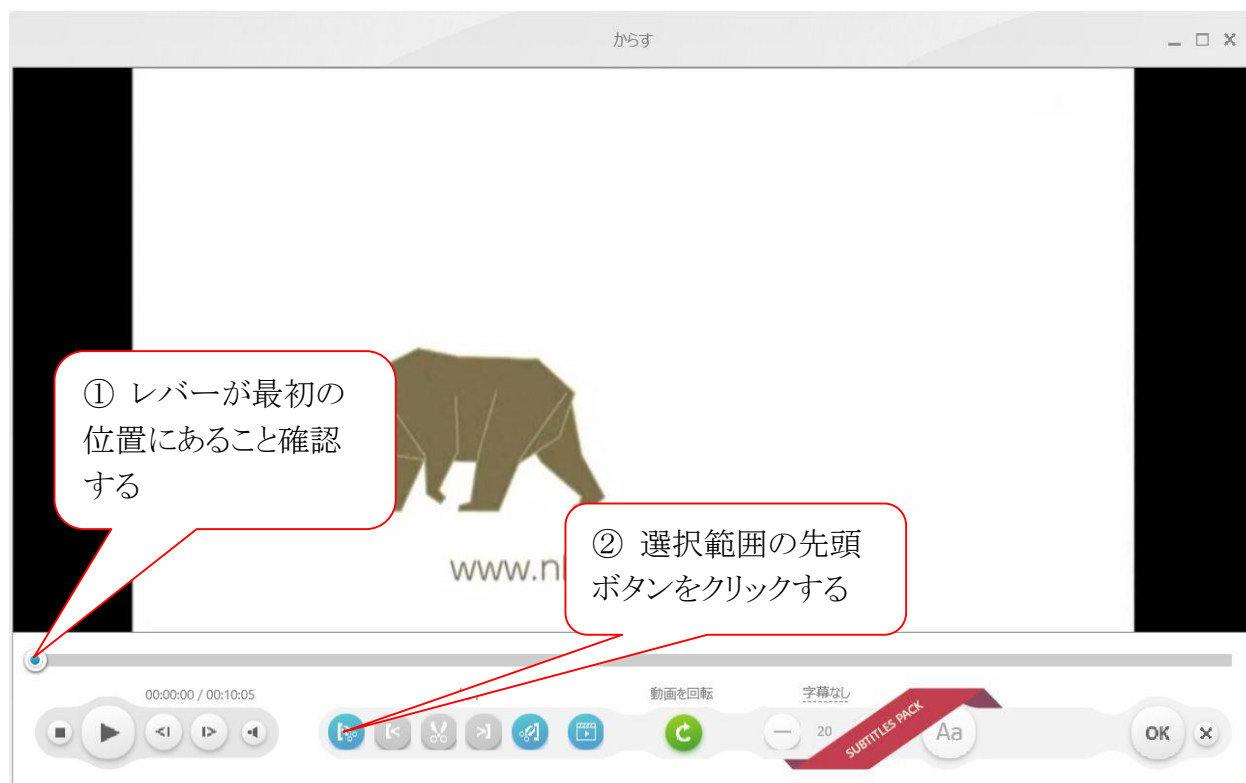 からす
① レバーが最初の
位置にあること確認
する
② 選択範囲の先頭
ボタンをクリックする
www.n
00:00:00 / 00:10:05
動画を回転
字幕なし
20
SUBTITLES PACK
Aa
OK